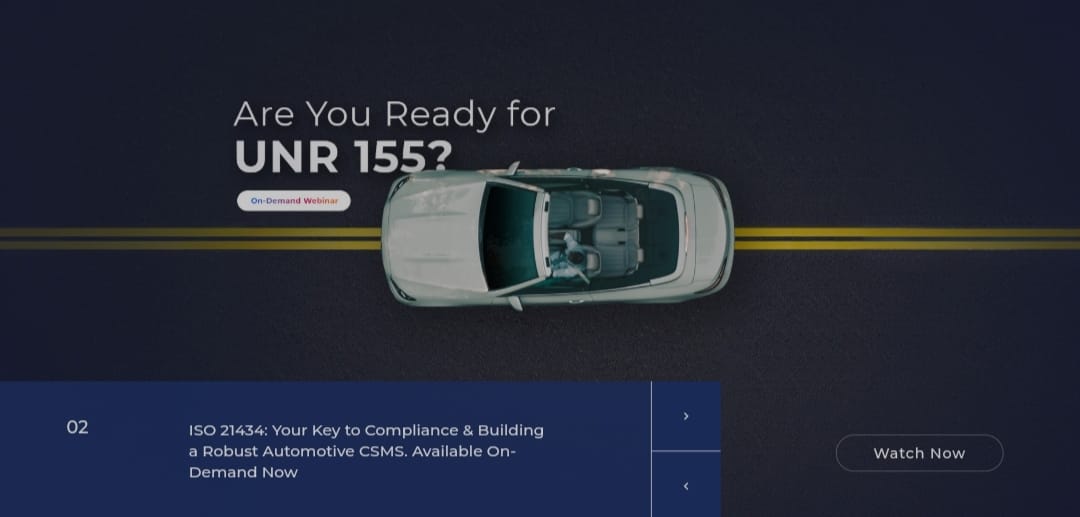 Are You Ready for
UNR 155?
On-Demand Webinar
02
ISO 21434: Your Key to Compliance & Building
a Robust Automotive CSMS. Available On-
Demand Now
Watch Now